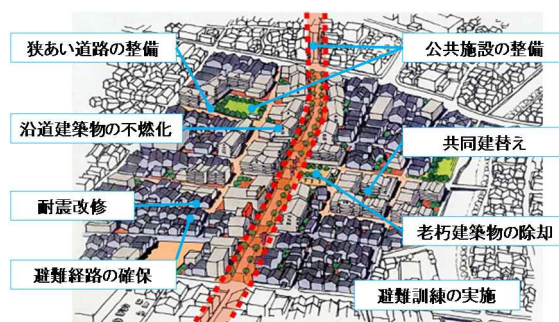 狭あい道路の整備
公共施設の整備
沿道建築物の不燃化
共同建替え
耐震改修
老朽建築物の除却
避難経路の確保
避難訓練の実施